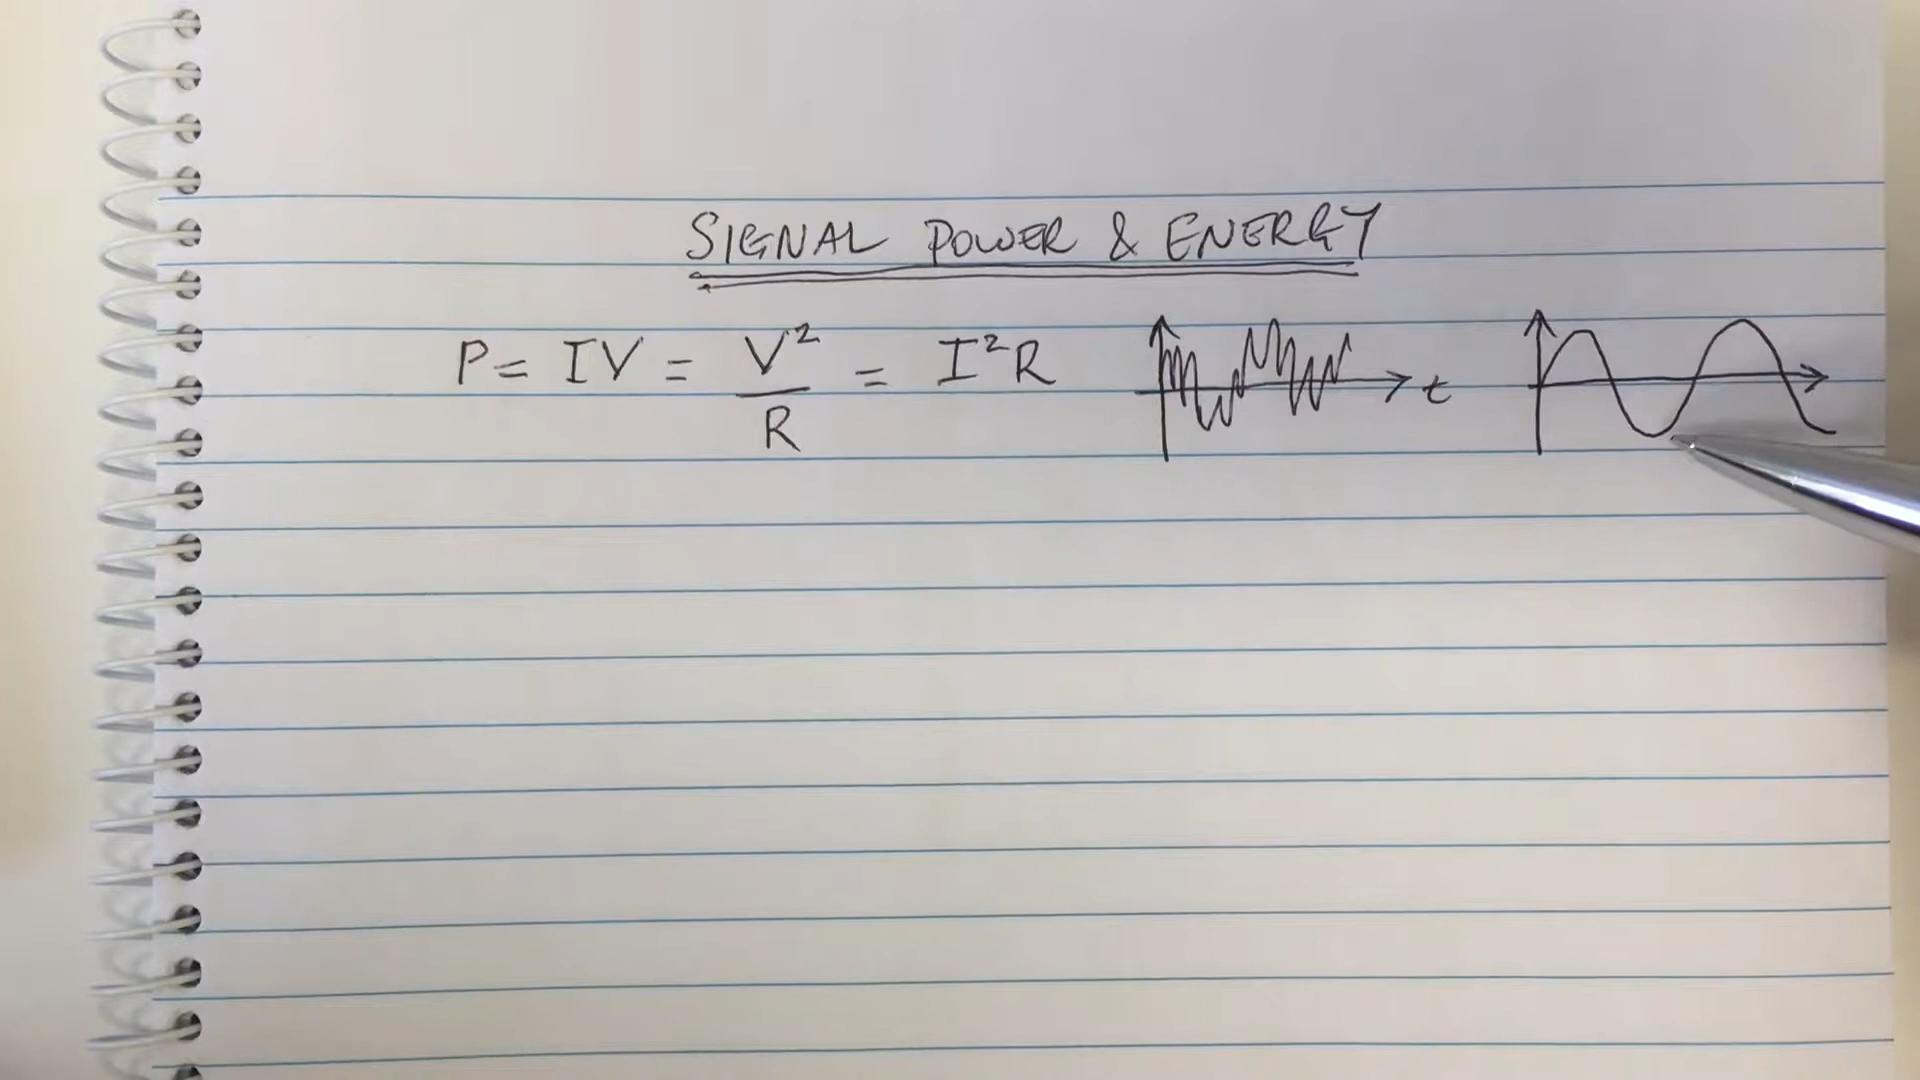 SIGNAL POWER & ENERGY
P = IV = V²/R = I²R t